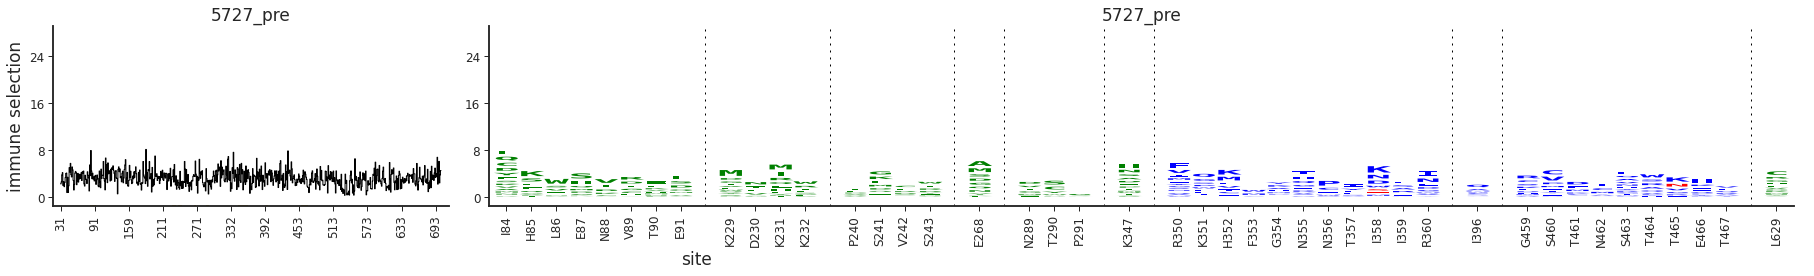 5727_pre
5727_pre
immune selection
24
16
8
0
31
91
159
211
271
332
392
453
513
573
633
693
24
16
8
0
I84
H85
L86
E87
N88
V89
T90
E91
K229
D230
K231
K232
P240
S241
V242
S243
E268
N289
T290
P291
K347
R350
K351
H352
F353
G354
N355
N356
T357
I358
I359
R360
I396
G459
S460
T461
N462
S463
T464
T465
E466
T467
L629
site